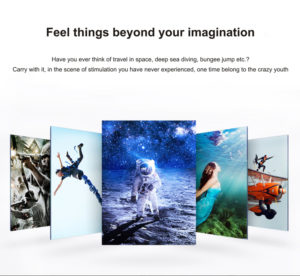 Feel things beyond your imagination
Have you ever think of travel in space, deep sea diving, bungee jump etc.?
Carry with it, in the scene of stimulation you have never experienced, one time belong to the crazy youth